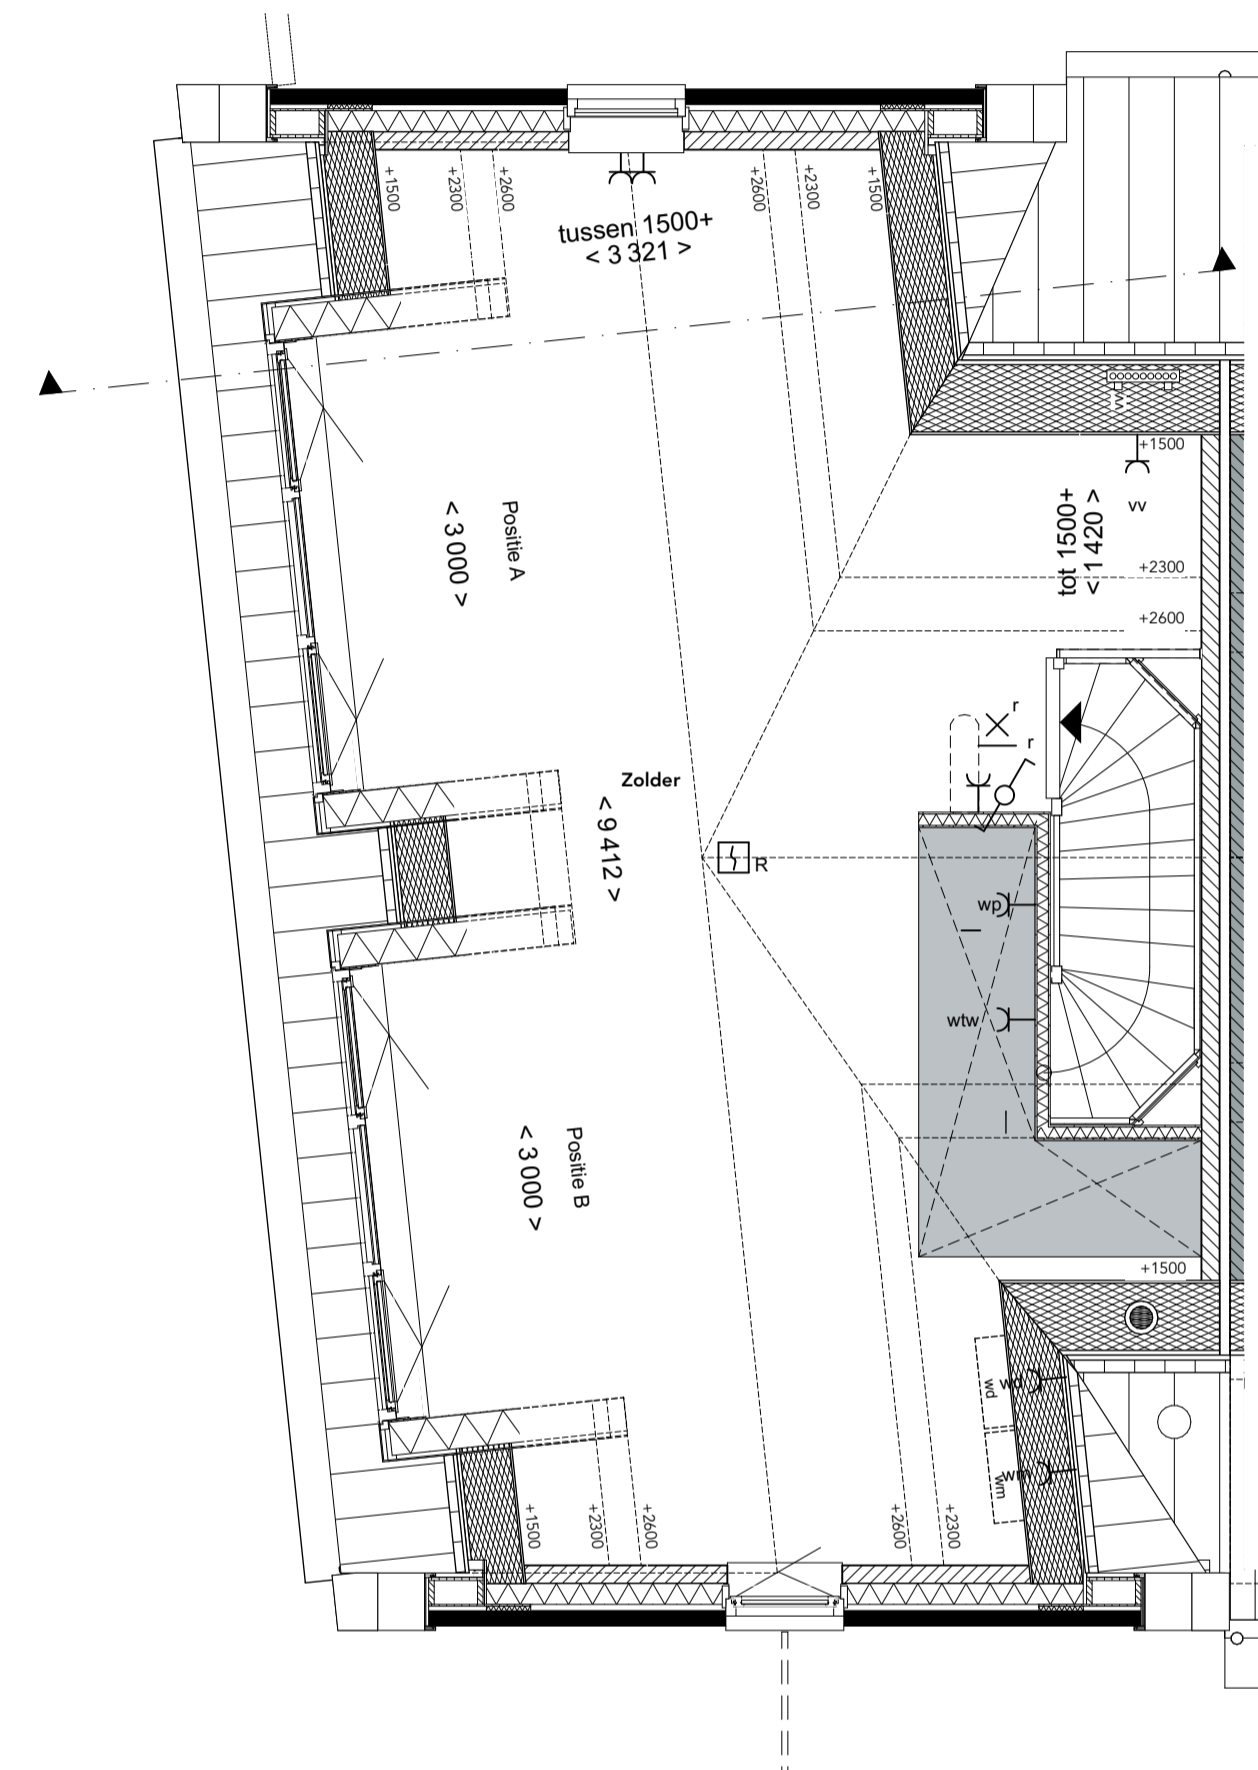 +1500
+2300
+2600
+2600
+2300
+1500
tussen 1500+
< 3 321 >
+1500
vv
tot 1500+
< 1 420 >
Positie A
< 3 000 >
+2300
+2600
r
r
Zolder
< 9 412 >
R
wp
wtw
Positie B
< 3 000 >
+1500
wd
wd
wm
wm
+1500
+2300
+2600
+2600
+2300